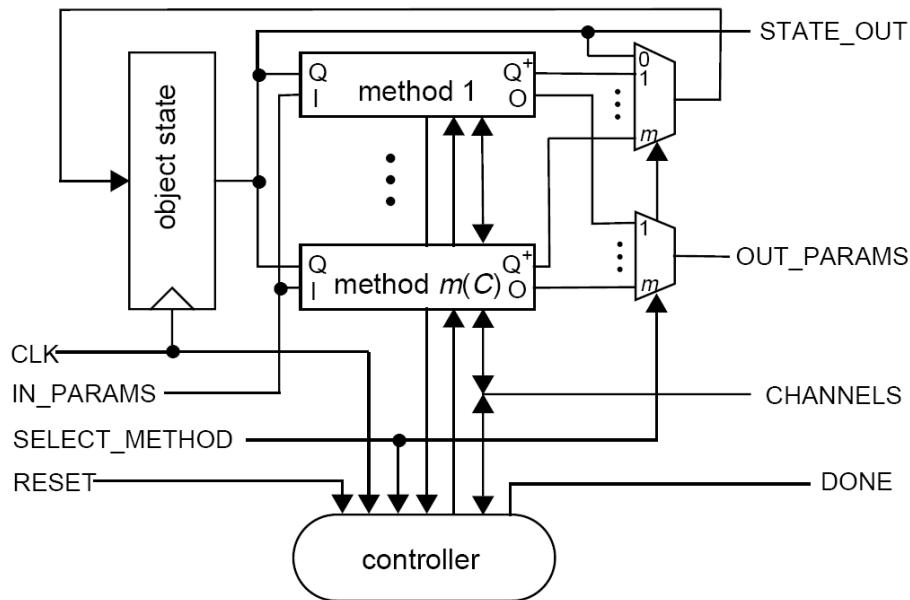 STATE_OUT
object state
Q
I
method 1
Q+
O
0
1
m
Q
I
method m(C)
Q+
O
1
m
OUT_PARAMS
CLK
IN_PARAMS
CHANNELS
SELECT_METHOD
RESET
DONE
controller